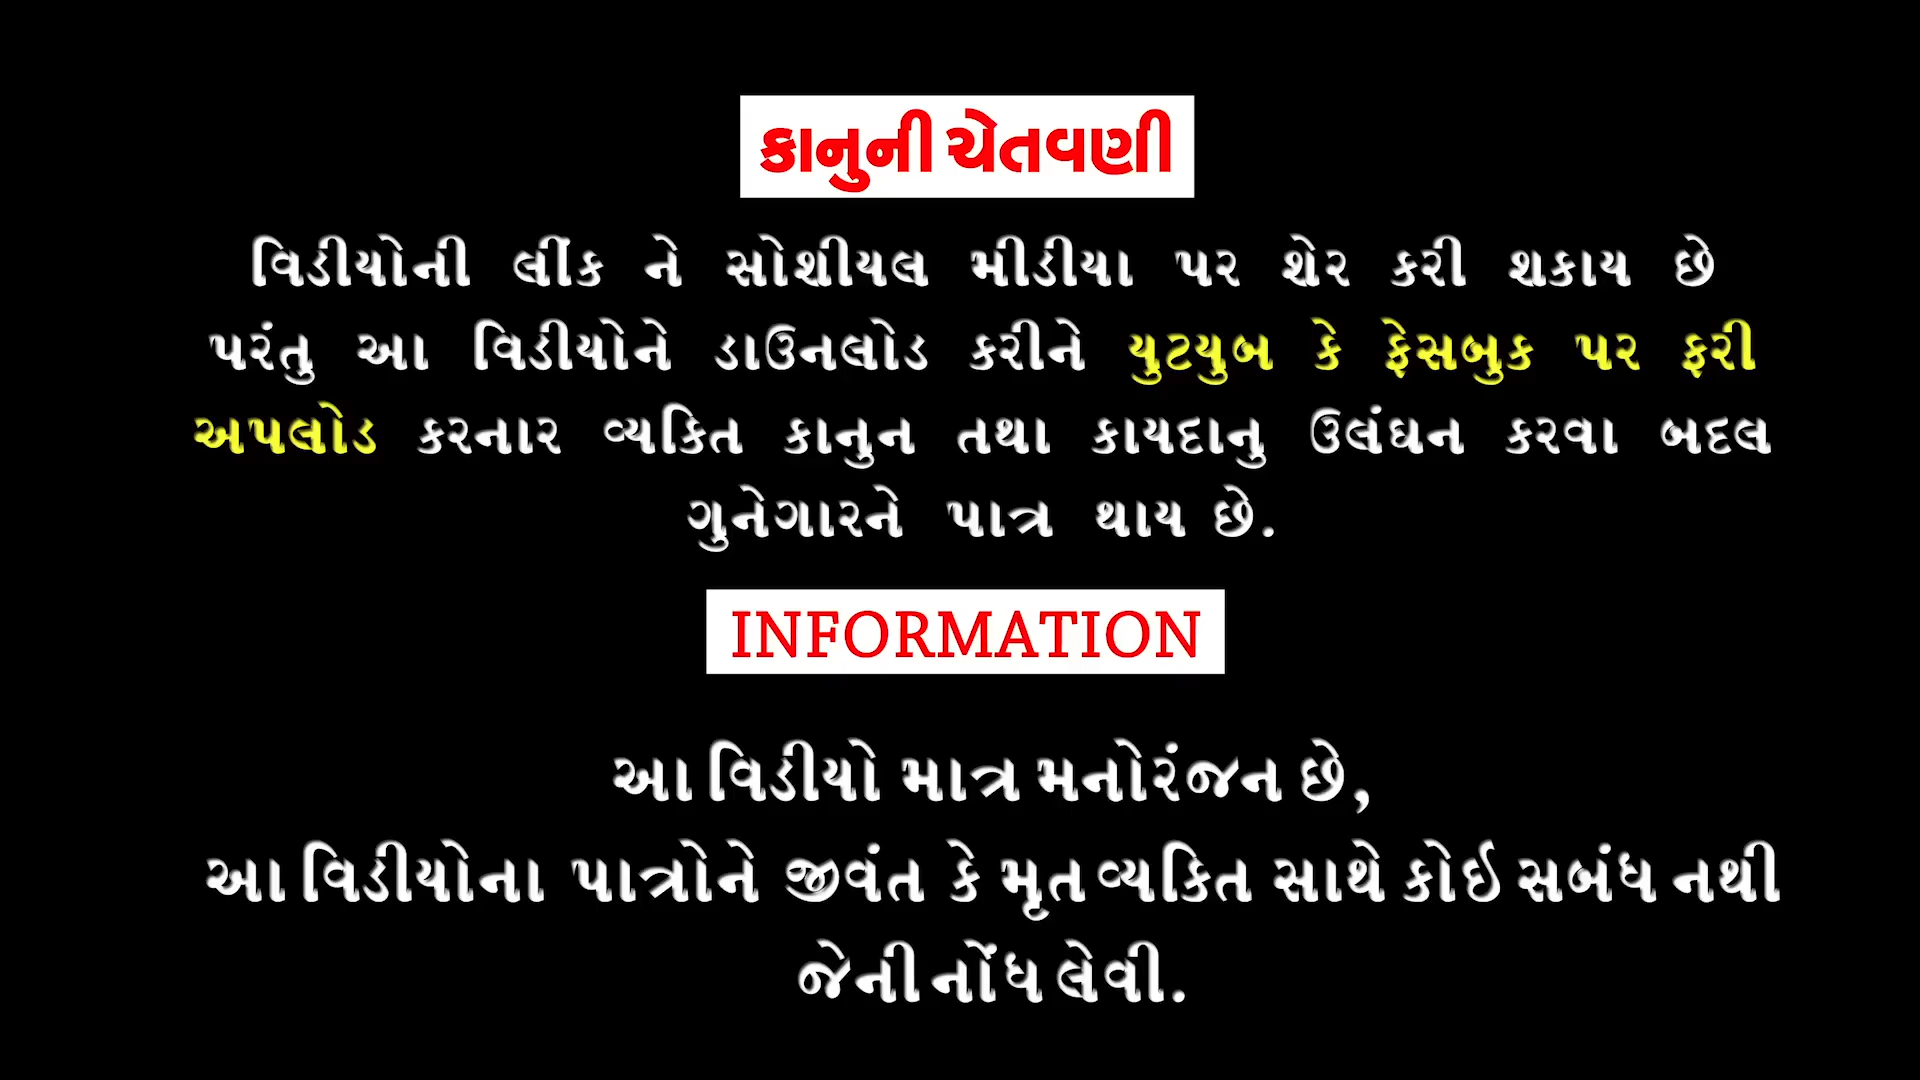 કાનુની ચેતવણી
વિડીયોની લીંક ને સોશીયલ મીડીયા પર શેર કરી શકાય છે
પરંતુ આ વિડીયોને ડાઉનલોડ કરીને યુટયુબ કે ફેસબુક પર ફરી
અપલોડ કરનાર વ્યકિત કાનુન તથા કાયદાનુ ઉલંઘન કરવા બદલ
ગુનેગારને પાત્ર થાય છે.
INFORMATION
આ વિડીયો માત્ર મનોરંજન છે,
આ વિડીયોના પાત્રોને જીવંત કે મૃત વ્યકિત સાથે કોઇ સબંધ નથી
જેની નોંધ લેવી.